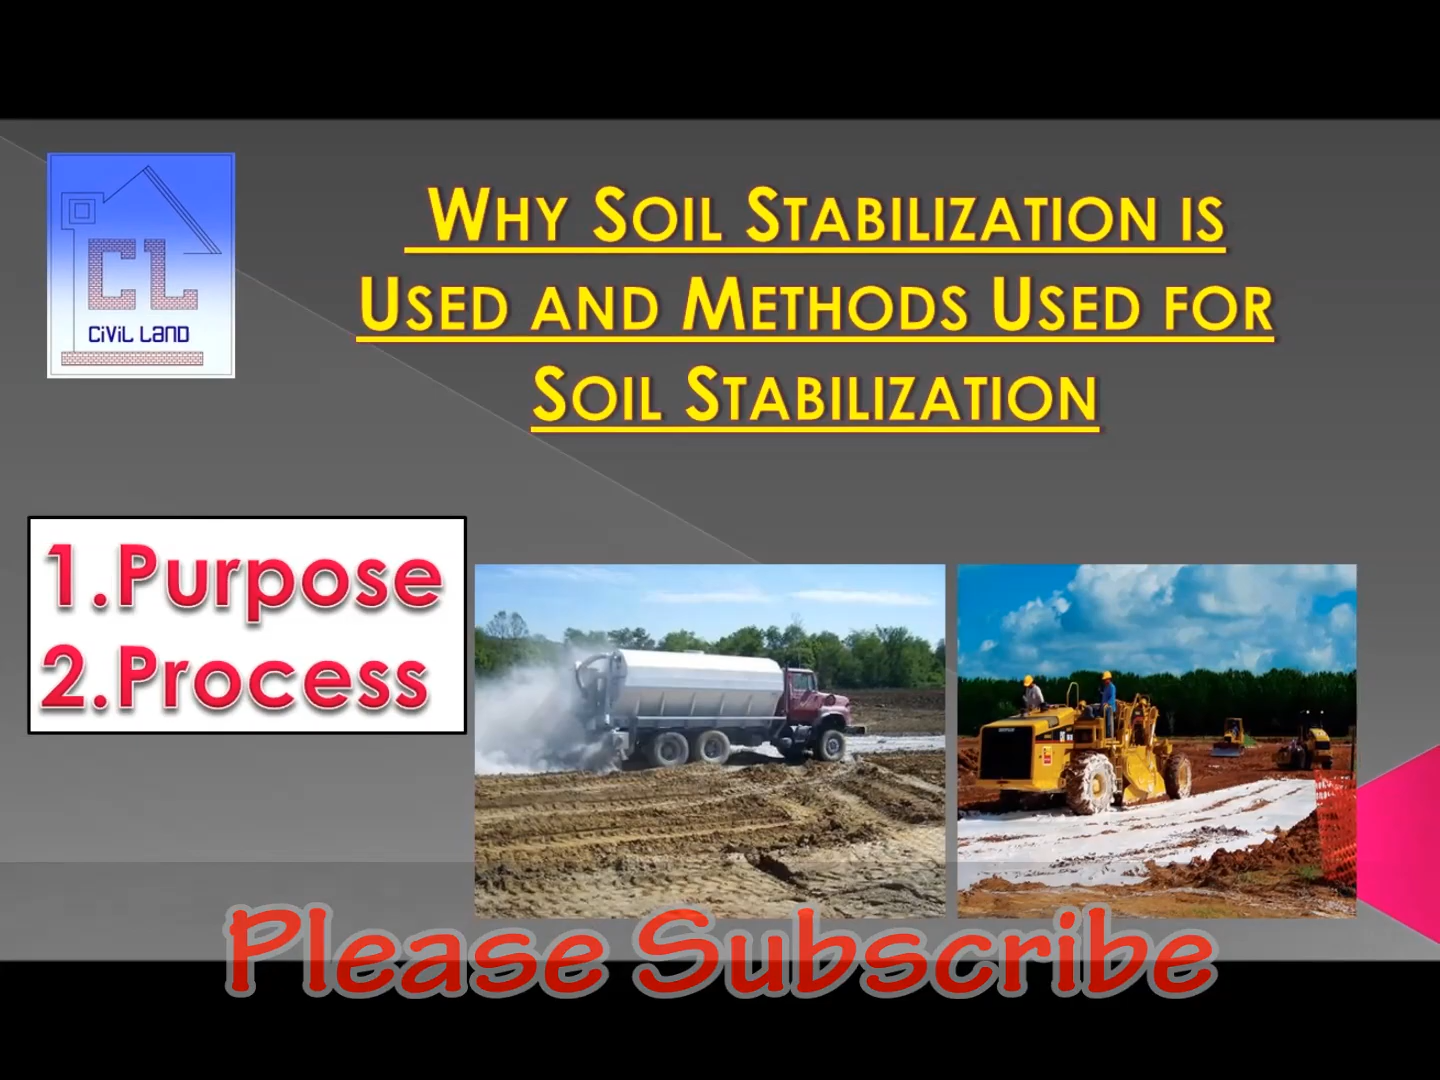 CL
CIVIL LAND
WHY SOIL STABILIZATION IS
USED AND METHODS USED FOR
SOIL STABILIZATION
1.Purpose
2.Process
Please Subscribe